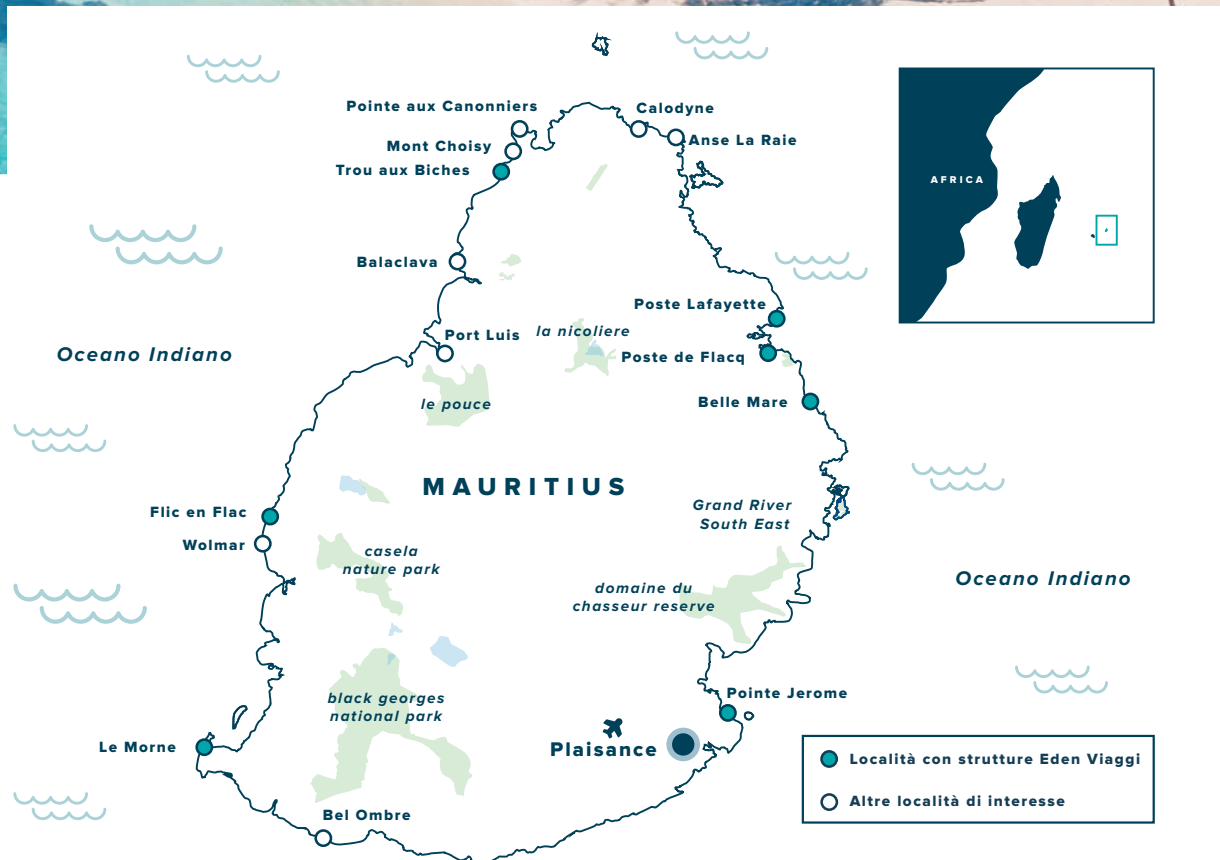 Pointe aux Canonniers
Calodyne
Mont Choisy
Anse La Raie
Trou aux Biches
AFRICA
Balaclava
Poste Lafayette
Port Luis
la nicoliere
Oceano Indiano
Poste de Flacq
le pouce
Belle Mare
MAURITIUS
Grand River
South East
Flic en Flac
Wolmar
casela
nature park
Oceano Indiano
domaine du
chasseur reserve
black georges
national park
Pointe Jerome
Le Morne
Plaisance
Località con strutture Eden Viaggi
Altre località di interesse
Bel Ombre